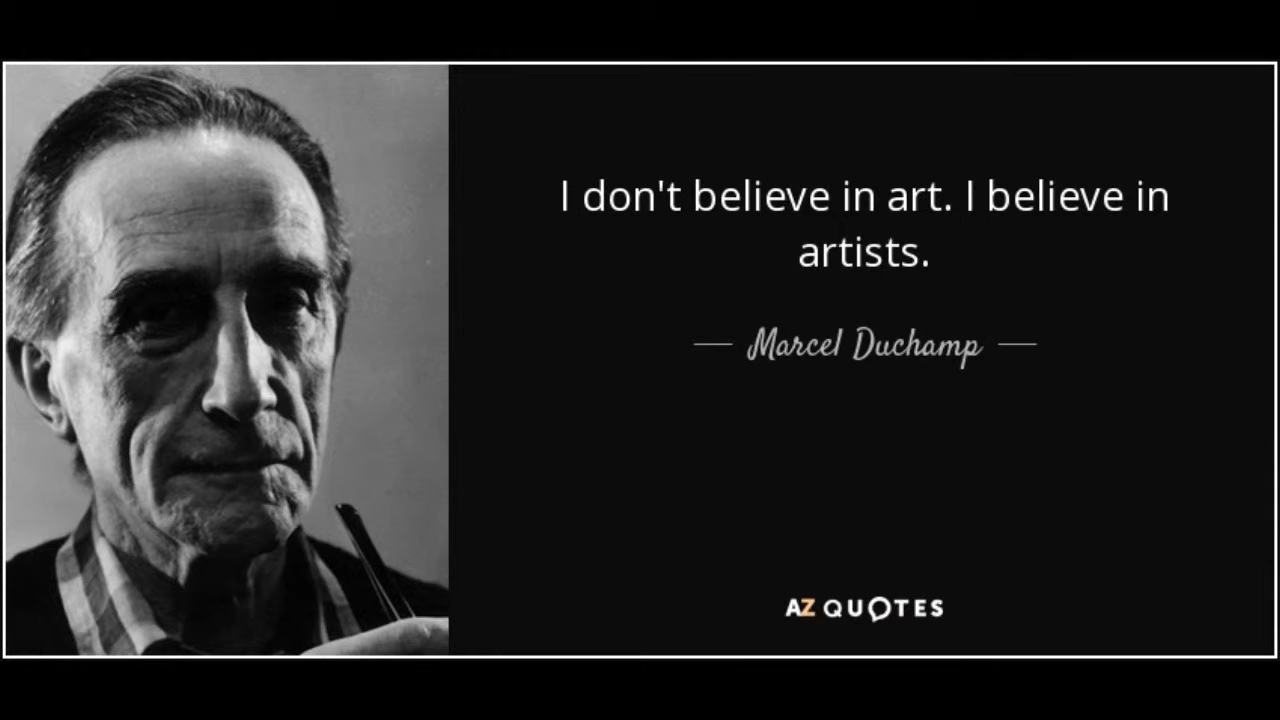 I don't believe in art. I believe in
artists.
Marcel Duchamp
AZ QUOTES